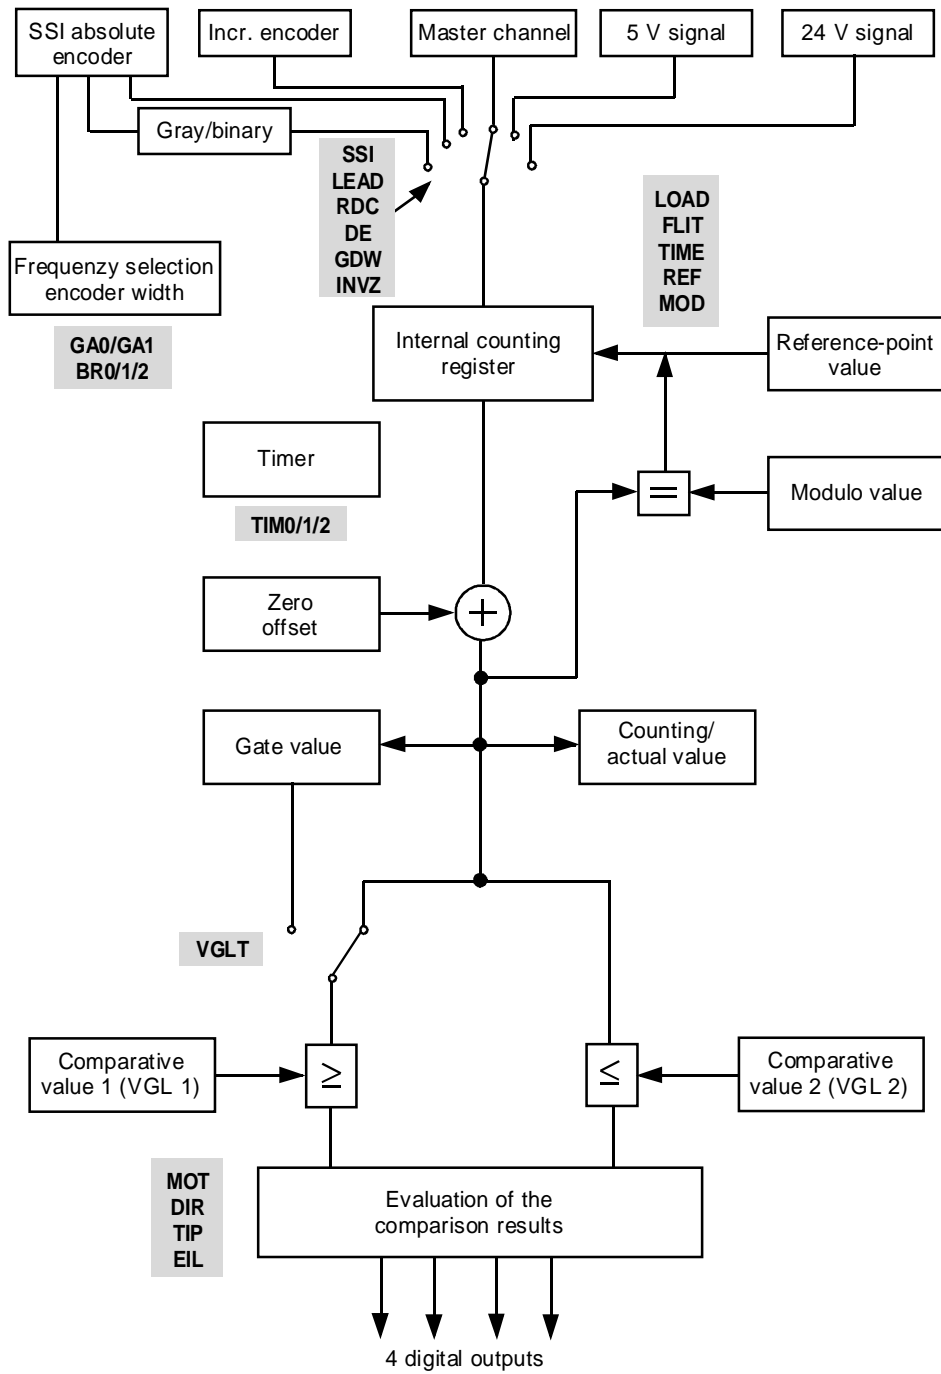 SSI absolute
encoder
Incr. encoder
Master channel
5 V signal
24 V signal
Gray/binary
SSI
LEAD
RDC
DE
GDW
INVZ
LOAD
FLIT
TIME
REF
MOD
Frequenzy selection
encoder width
GA0/GA1
BR0/1/2
Internal counting
register
Reference-point
value
Timer
=
Modulo value
TIM0/1/2
Zero
offset
+
Gate value
Counting/
actual value
VGLT
Comparative
value 1 (VGL 1)
≥
≤
Comparative
value 2 (VGL 2)
MOT
DIR
TIP
EIL
Evaluation of the
comparison results
4 digital outputs